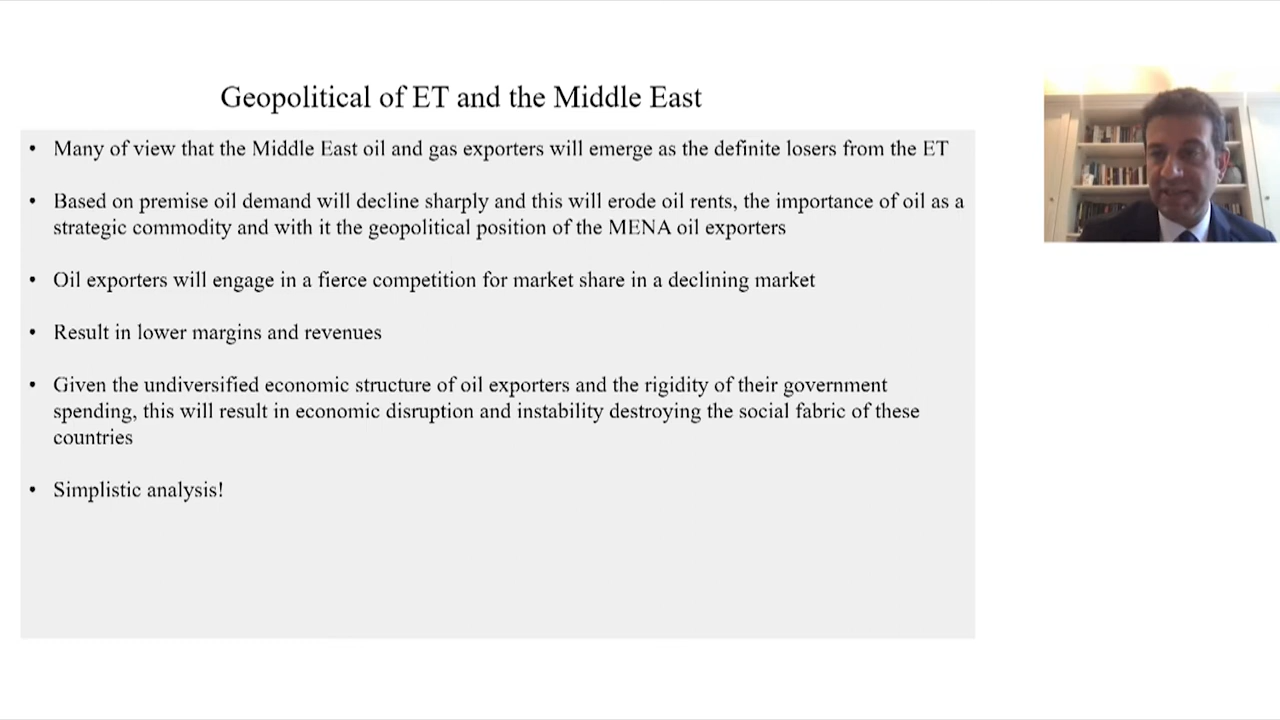 Geopolitical of ET and the Middle East
• Many of view that the Middle East oil and gas exporters will emerge as the definite losers from the ET
• Based on premise oil demand will decline sharply and this will erode oil rents, the importance of oil as a
strategic commodity and with it the geopolitical position of the MENA oil exporters
• Oil exporters will engage in a fierce competition for market share in a declining market
• Result in lower margins and revenues
• Given the undiversified economic structure of oil exporters and the rigidity of their government
spending, this will result in economic disruption and instability destroying the social fabric of these
countries
• Simplistic analysis!